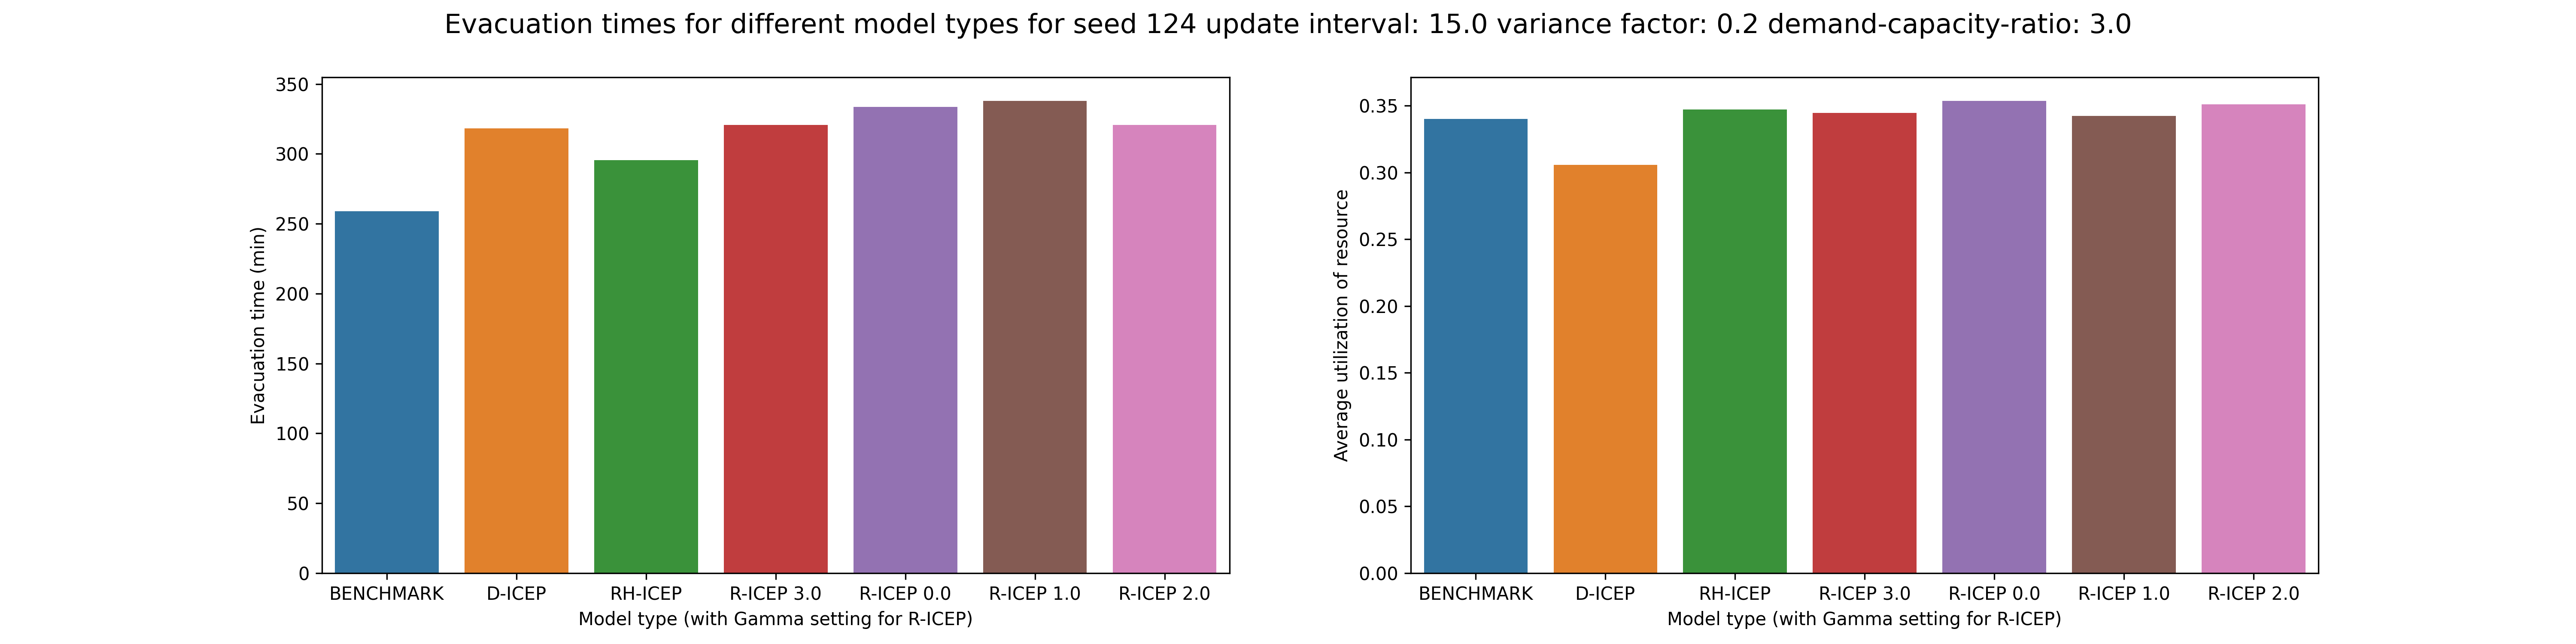 Evacuation times for different model types for seed 124 update interval: 15.0 variance factor: 0.2 demand-capacity-ratio: 3.0
Evacuation time (min)
350
300
250
200
150
100
50
0
BENCHMARK D-ICEP RH-ICEP R-ICEP 3.0 R-ICEP 0.0 R-ICEP 1.0 R-ICEP 2.0
Model type (with Gamma setting for R-ICEP)
Average utilization of resource
0.35
0.30
0.25
0.20
0.15
0.10
0.05
0.00
BENCHMARK D-ICEP RH-ICEP R-ICEP 3.0 R-ICEP 0.0 R-ICEP 1.0 R-ICEP 2.0
Model type (with Gamma setting for R-ICEP)